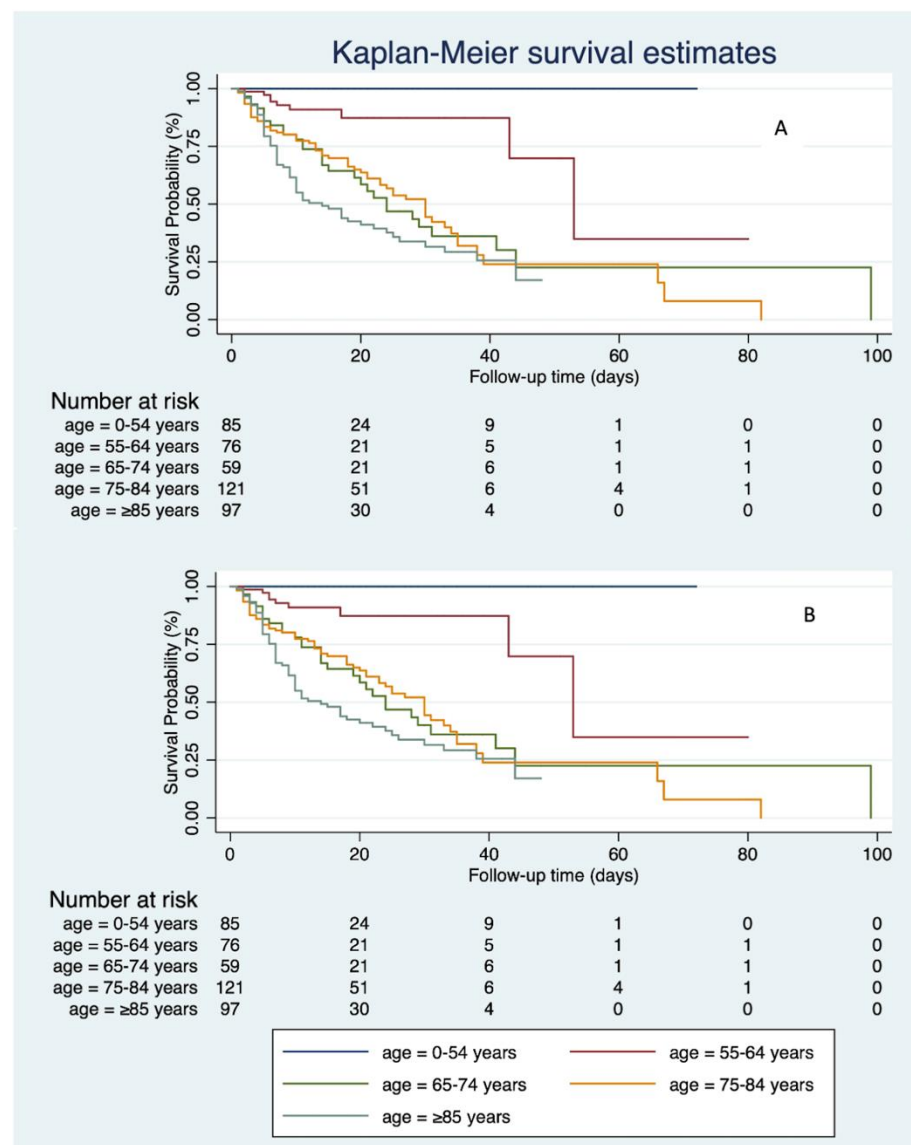 Kaplan-Meier survival estimates
A
Survival Probability (%)
1.00
0.75
0.50
0.25
0.00
0 20 40 60 80 100
Follow-up time (days)
Number at risk
age = 0-54 years 85 24 9 1 0 0
age = 55-64 years 76 21 5 1 1 0
age = 65-74 years 59 21 6 1 1 0
age = 75-84 years 121 51 6 4 1 0
age = ≥85 years 97 30 4 0 0 0
B
Survival Probability (%)
1.00
0.75
0.50
0.25
0.00
0 20 40 60 80 100
Follow-up time (days)
Number at risk
age = 0-54 years 85 24 9 1 0 0
age = 55-64 years 76 21 5 1 1 0
age = 65-74 years 59 21 6 1 1 0
age = 75-84 years 121 51 6 4 1 0
age = ≥85 years 97 30 4 0 0 0
age = 0-54 years age = 55-64 years
age = 65-74 years age = 75-84 years
age = ≥85 years